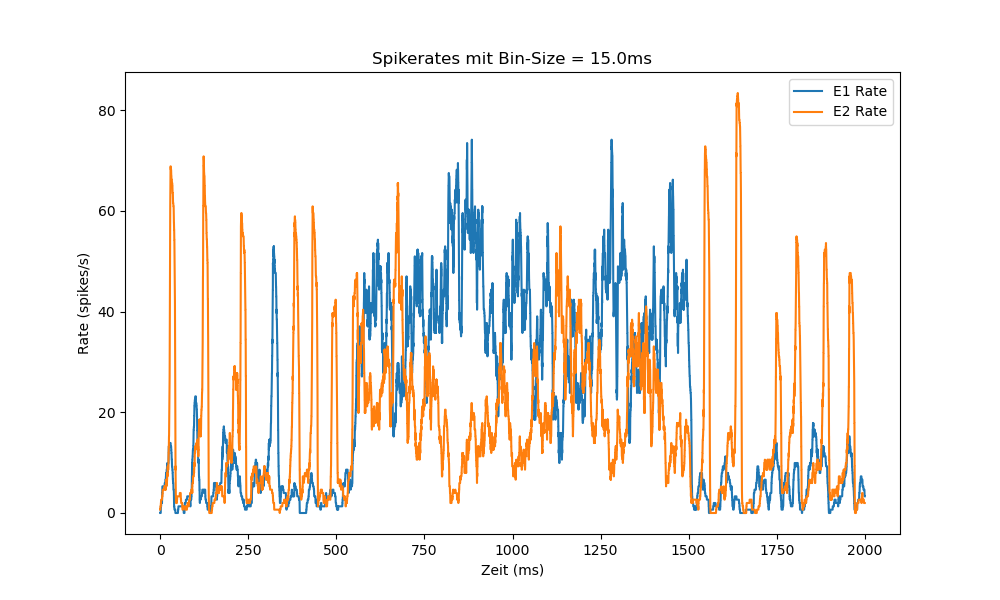 Spikerates mit Bin-Size = 15.0ms
E1 Rate
E2 Rate
80
60
40
20
0
Rate (spikes/s)
0 250 500 750 1000 1250 1500 1750 2000
Zeit (ms)